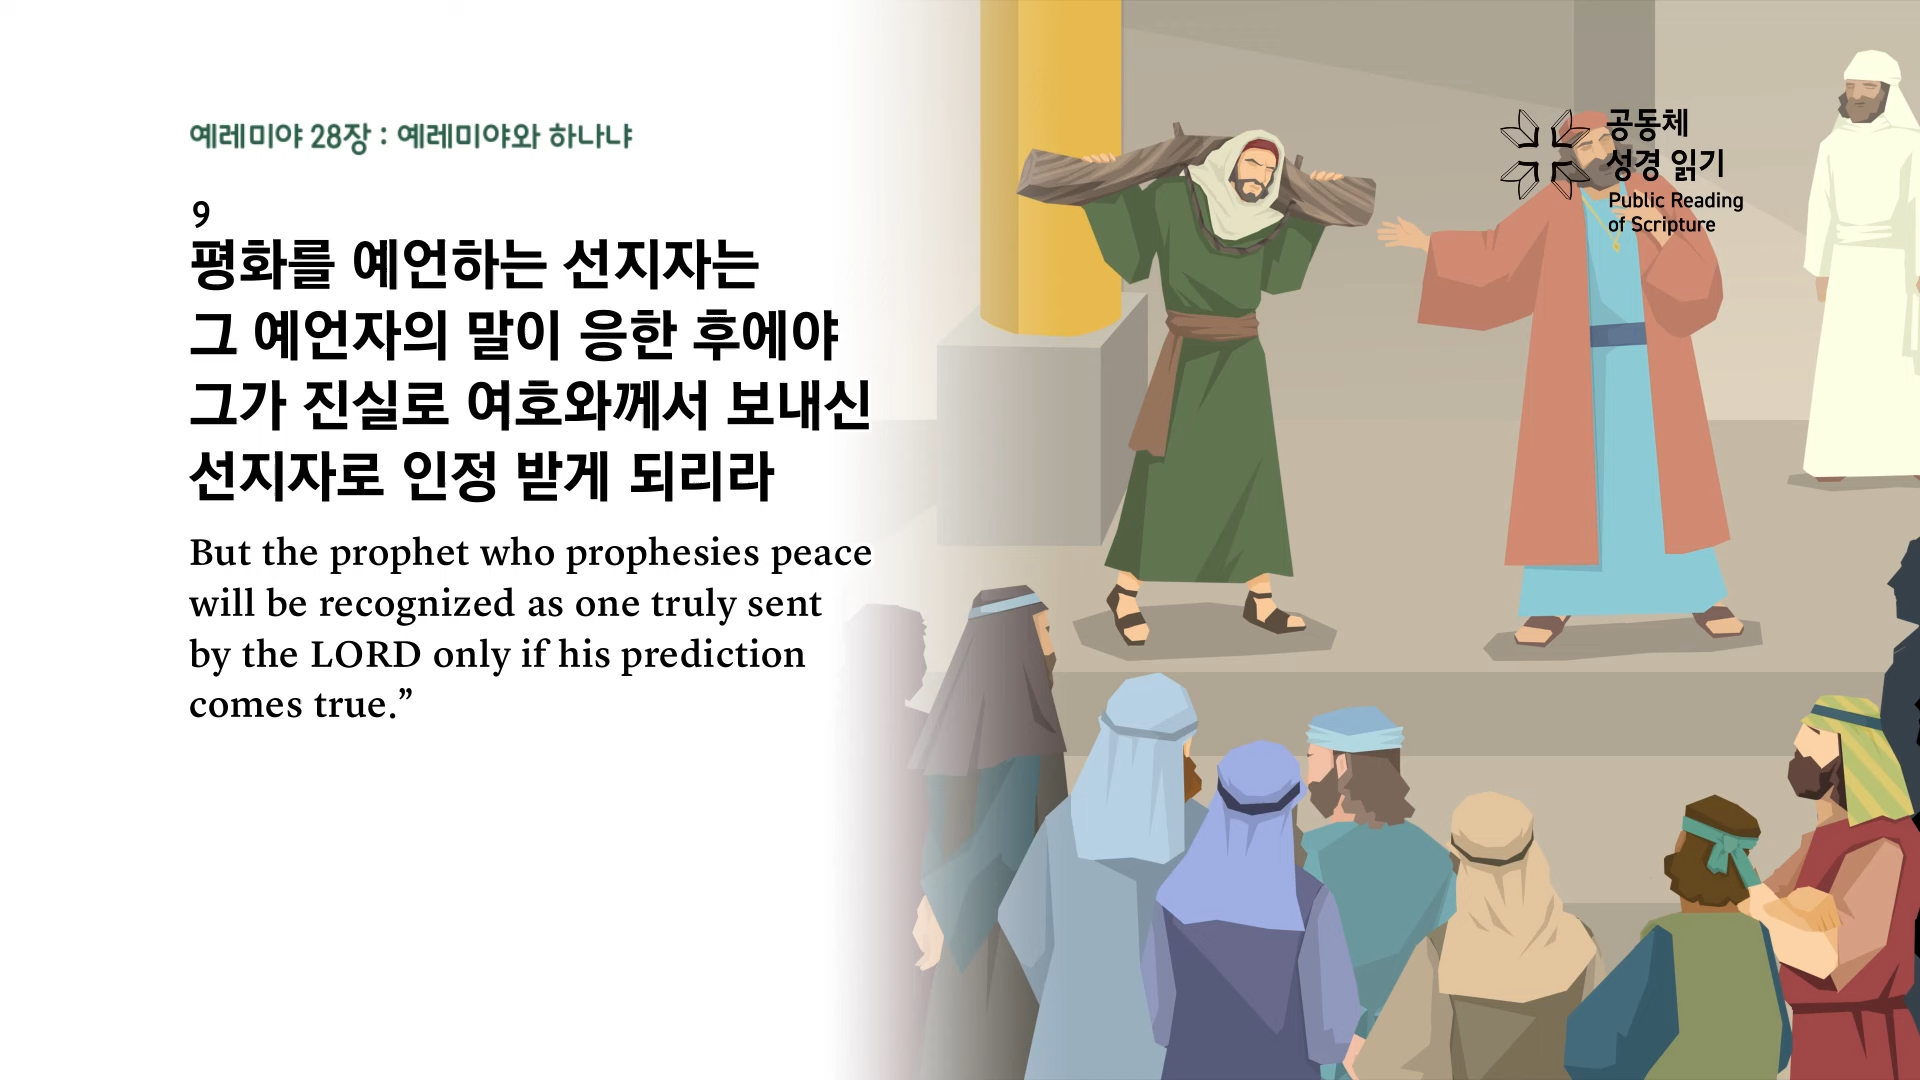 예레미야 28장 : 예레미야와 하나냐
9
평화를 예언하는 선지자는
그 예언자의 말이 응한 후에야
그가 진실로 여호와께서 보내신
선지자로 인정 받게 되리라
But the prophet who prophesies peace
will be recognized as one truly sent
by the LORD only if his prediction
comes true.”
공동체
성경 읽기
Public Reading
of Scripture